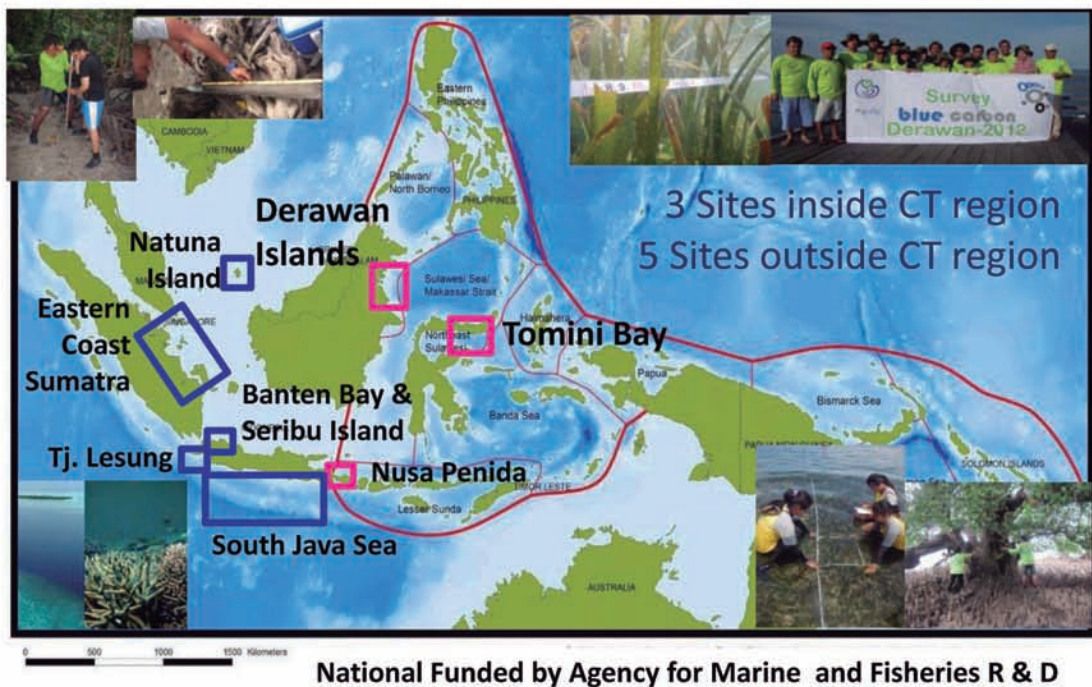 Survey
blue carbon
Derawan-2012
3 Sites inside CT region
5 Sites outside CT region
CAMBODIA
VIETNAM
Eastern
Philippines
Palawan/
North Borneo
PHILIPPINES
Derawan
Islands
Natuna
Island
Sulawesi Sea/
Makassar Strait
Halmahera
Tomini Bay
Eastern
Coast
Sumatra
Papua
Bismarck Sea
Banda Sea
Banten Bay &
Seribu Island
Tj. Lesung
Nusa Penida
SOLOMON ISLANDS
Lesser Sunda
South Java Sea
AUSTRALIA
0 500 1000 1500 Kilometers
National Funded by Agency for Marine and Fisheries R & D